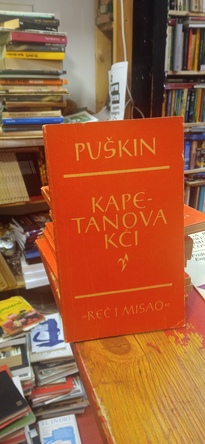 PUŠKIN
KAPE-
TANOVA
KĆI
»REČ I MISAO«